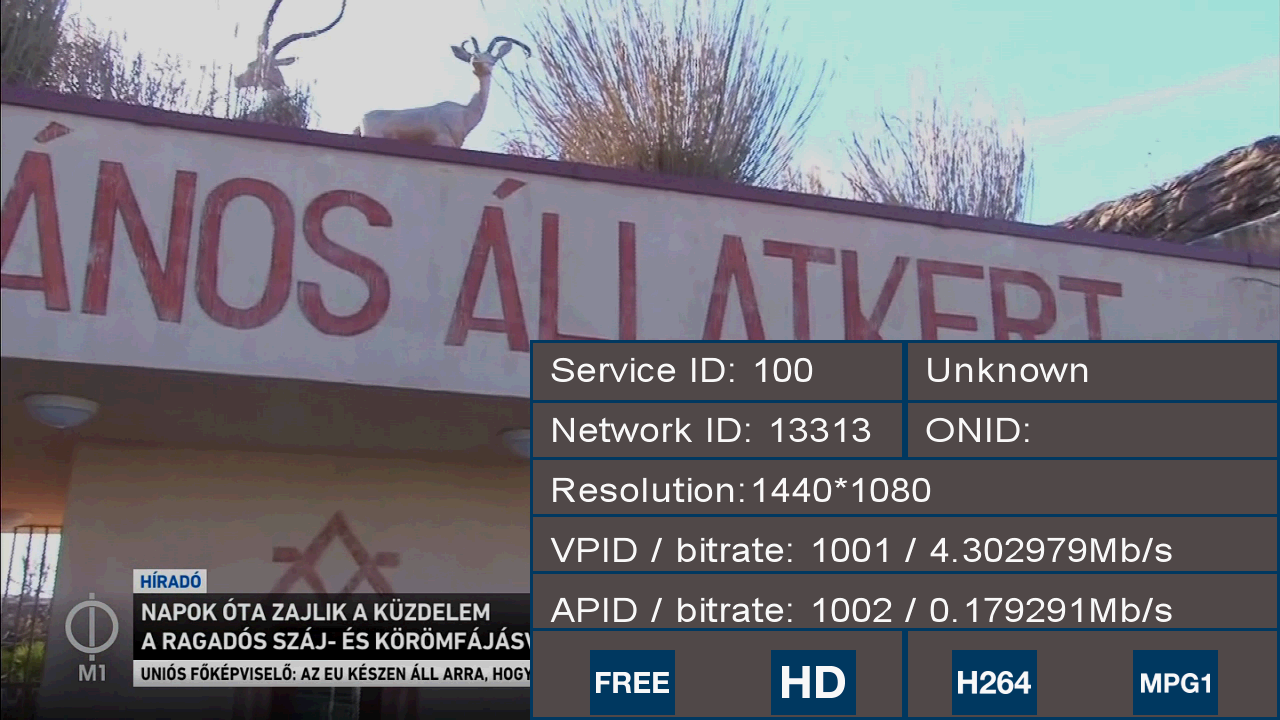 ÁNOS ÁLLATKERT
Service ID: 100
Unknown
Network ID: 13313
ONID:
Resolution:1440*1080
VPID / bitrate: 1001 / 4.302979Mb/s
APID / bitrate: 1002 / 0.179291Mb/s
FREE
HD
H264
MPG1
HÍRADÓ
NAPOK ÓTA ZAJLIK A KÜZDELEM
A RAGADÓS SZÁJ- ÉS KÖRÖMFÁJÁSV
UNIÓS FŐKÉPVISELŐ: AZ EU KÉSZEN ÁLL ARRA, HOGY
M1